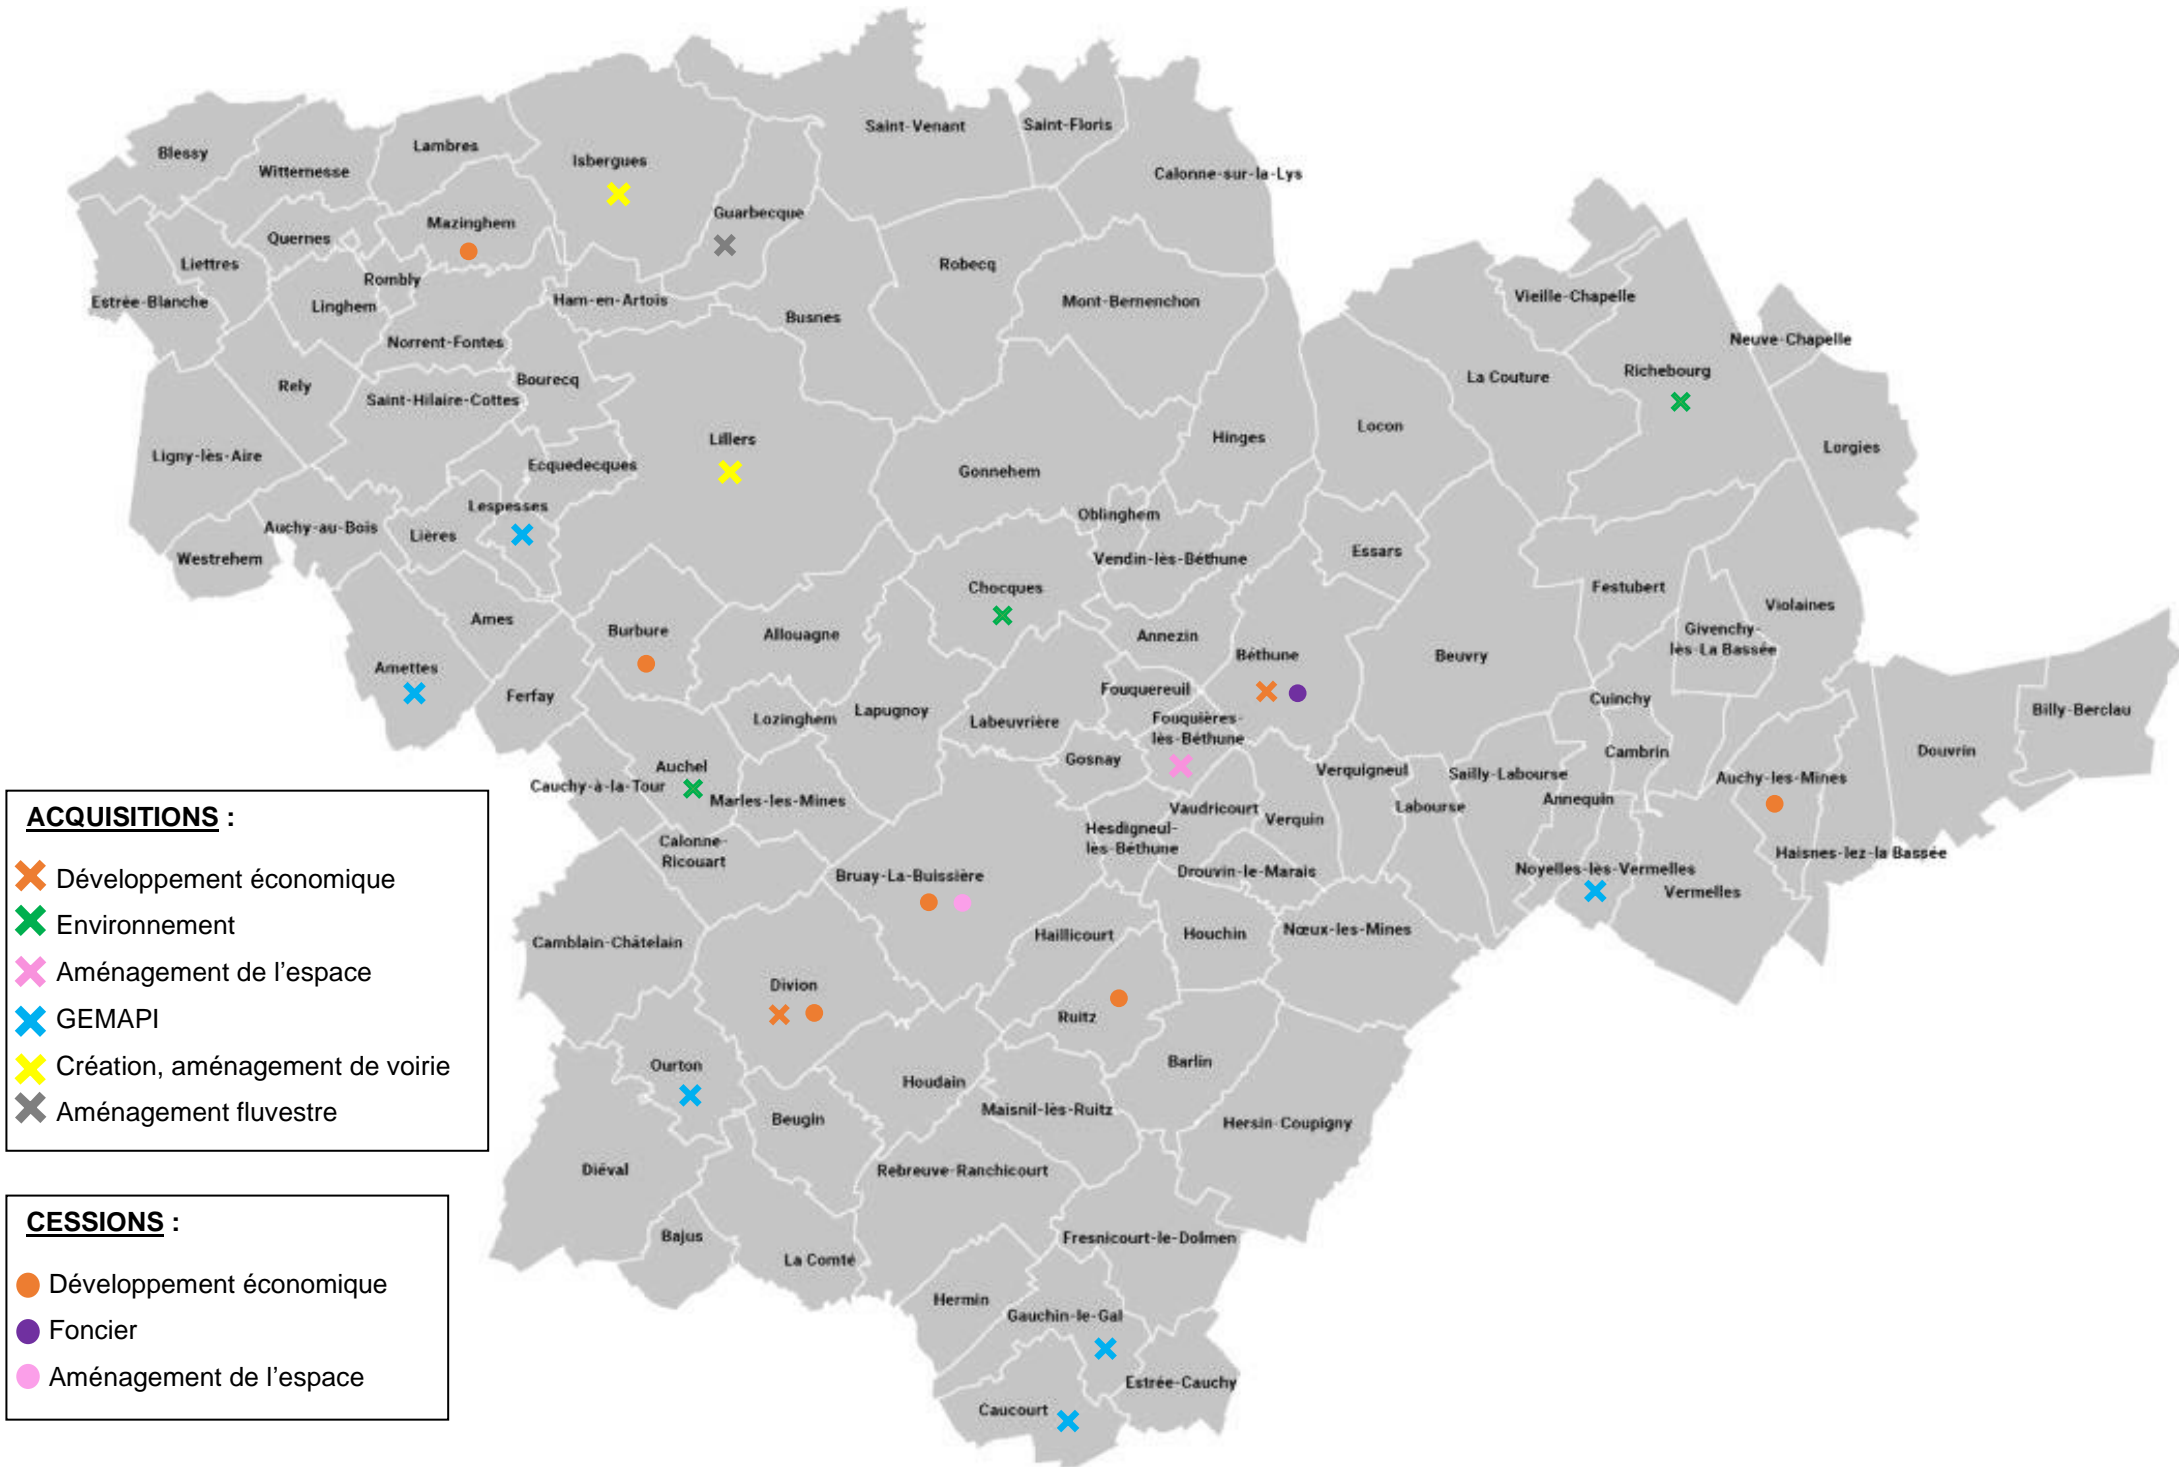 Saint-Venant
Saint-Floris
Blessy
Lambres
Isbergues
Witternesse
Calonne-sur-la-Lys
Guarbecque
Mazinghem
Quernes
Liettres
Robecq
Rombly
Estrée-Blanche
Linghem
Ham-en-Artois
Mont-Bernenchon
Vieille-Chapelle
Busnes
Norrent-Fontes
Neuve-Chapelle
Richebourg
La Couture
Rely
Bourecq
Saint-Hilaire-Cottes
Locon
Lillers
Hinges
Lorgies
Ligny-lès-Aire
Ecquedecques
Gonnehem
Lespesses
Oblinghem
Auchy-au-Bois
Lières
Essars
Westrehem
Vendin-lès-Béthune
Chocques
Festubert
Violaines
Ames
Burbure
Allouagne
Annezin
Givenchy-
lès-La Bassée
Béthune
Beuvry
Amettes
Fouquereuil
Ferfay
Cuinchy
Billy-Berclau
Lapugnoy
Lozinghem
Labeuvrière
Fouquières-
lès-Béthune
Cambrin
Douvrin
Gosnay
Auchel
Verquigneul
Sailly-Labourse
Auchy-les-Mines
Cauchy-à-la-Tour
Marles-les-Mines
Annequin
Vaudricourt
Labourse
Verquin
Hesdigneul-
lès-Béthune
Calonne-
Ricouart
Haisnes-lez-la Bassée
Drouvin-le-Marais
Noyelles-lès-Vermelles
Bruay-La-Buissière
Vermelles
Haillicourt
Houchin
Nœux-les-Mines
Camblain-Châtelain
Divion
Ruitz
Barlin
Ourton
Houdain
Maisnil-lès-Ruitz
Beugin
Hersin-Coupigny
Diéval
Rebreuve-Ranchicourt
Bajus
Fresnicourt-le-Dolmen
La Comté
Hermin
Gauchin-le-Gal
Estrée-Cauchy
Caucourt
ACQUISITIONS :
Développement économique
Environnement
Aménagement de l'espace
GEMAPI
Création, aménagement de voirie
Aménagement fluvestre
CESSIONS :
Développement économique
Foncier
Aménagement de l'espace